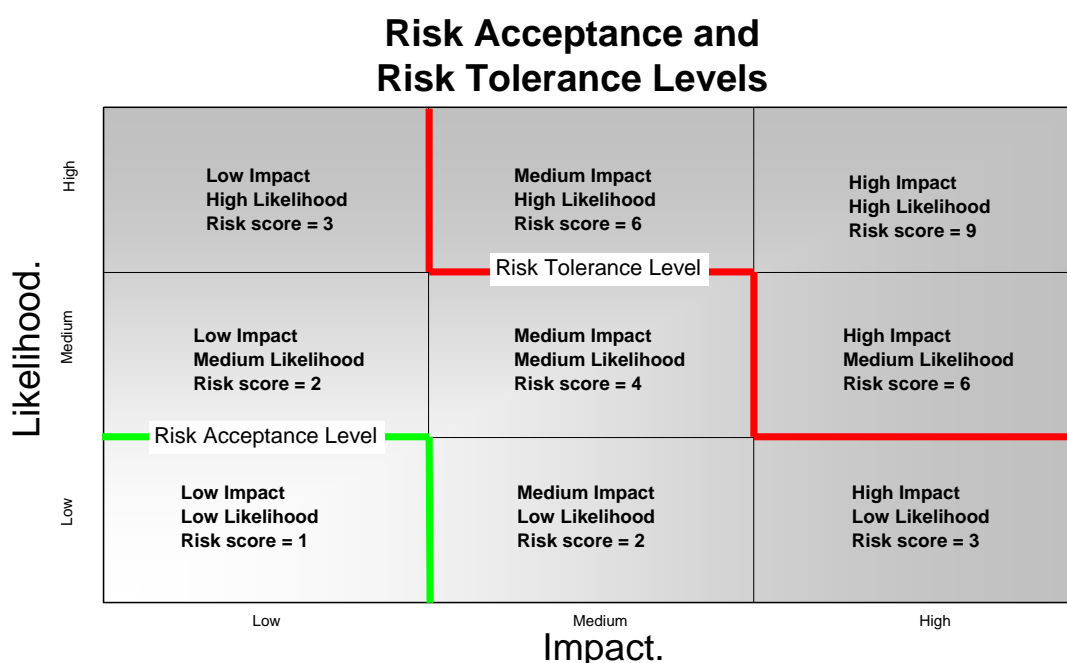 Risk Acceptance and
Risk Tolerance Levels
High
Low Impact
High Likelihood
Risk score = 3
Medium Impact
High Likelihood
Risk score = 6
High Impact
High Likelihood
Risk score = 9
Risk Tolerance Level
Likelihood.
Medium
Low Impact
Medium Likelihood
Risk score = 2
Medium Impact
Medium Likelihood
Risk score = 4
High Impact
Medium Likelihood
Risk score = 6
Risk Acceptance Level
Low
Low Impact
Low Likelihood
Risk score = 1
Medium Impact
Low Likelihood
Risk score = 2
High Impact
Low Likelihood
Risk score = 3
Low
Medium
High
Impact.